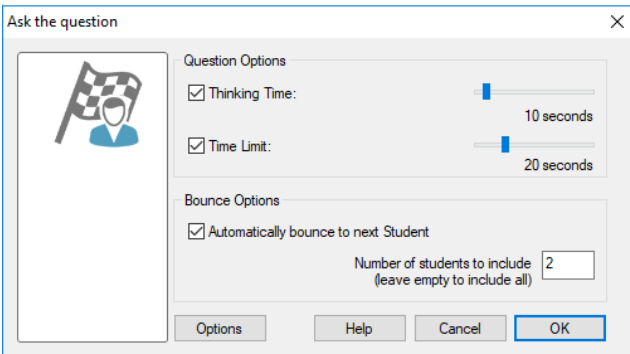 Ask the question
Question Options
Thinking Time:
10 seconds
Time Limit:
20 seconds
Bounce Options
Automatically bounce to next Student
Number of students to include 2
(leave empty to include all)
Options Help Cancel OK